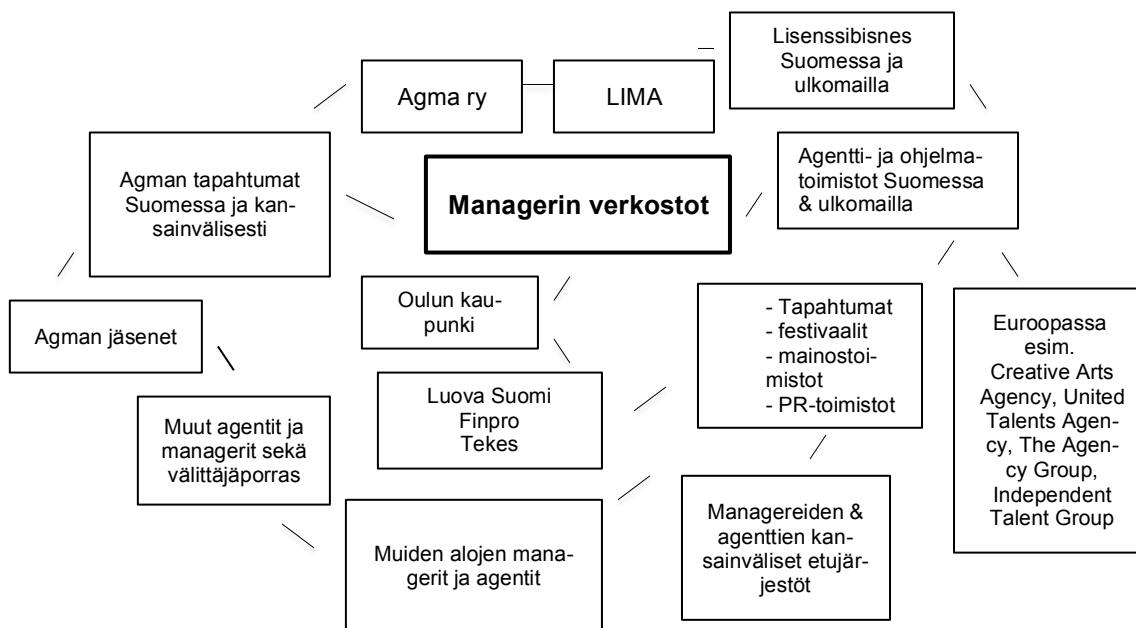 Lisenssibisnes
Suomessa ja
ulkomailla
Agma ry
LIMA
Agman tapahtumat
Suomessa ja kan-
sainvälisesti
Managerin verkostot
Agentti- ja ohjelma-
toimistot Suomessa
& ulkomailla
Agman jäsenet
Oulun kau-
punki
- Tapahtumat
- festivaalit
- mainostoi-
mistot
- PR-toimistot
Euroopassa
esim.
Creative Arts
Agency, United
Talents Agen-
cy, The Agen-
cy Group,
Independent
Talent Group
Luova Suomi
Finpro
Tekes
Muut agentit ja
managerit sekä
välittäjäporras
Muiden alojen mana-
gerit ja agentit
Managereiden &
agenttien kan-
sainväliset etujär-
jestöt